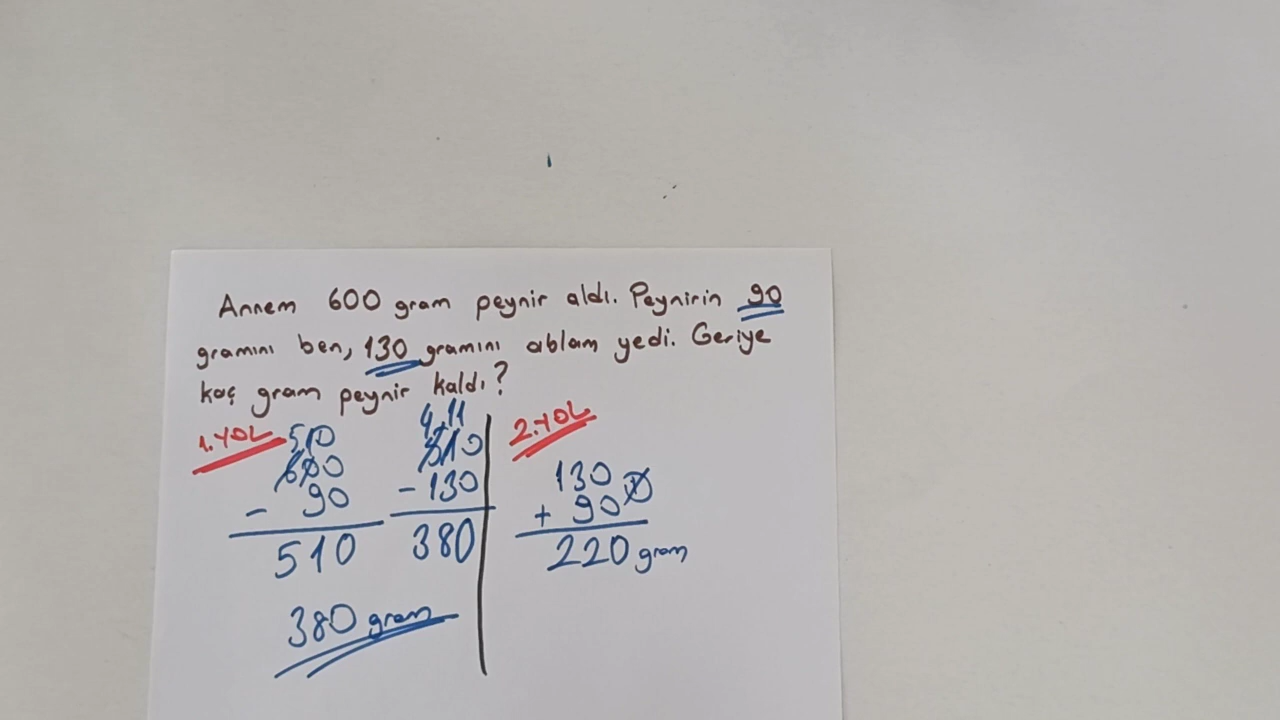 Annem 600 gram peynir aldı. Peynirin 90
gramını ben, 130 gramını ablam yedi. Geriye
kaç gram peynir kaldı?
1.YOL
510
600
- 90
510
4 11
510
- 130
380
380 gram
2.YOL
130
+ 90
220 gram